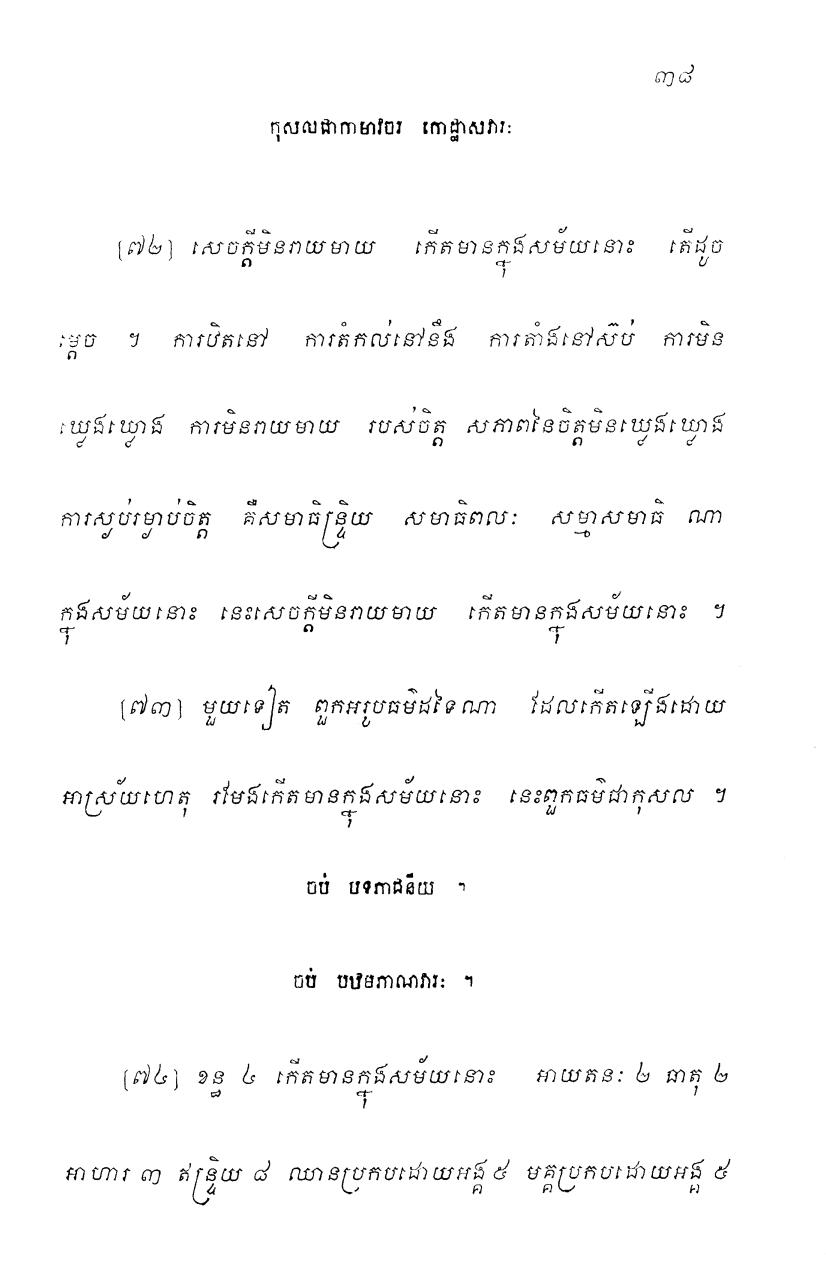 ៣៨
កុសលជាកាមាវចរ កោដ្ឋាសវារៈ
[៧២] សេចក្តីមិនរាយមាយ កើតមានក្នុងសម័យនោះ តើដូច
ម្តេច ។ ការឋិតនៅ ការតំកល់នៅនឹង ការតាំងនៅស៊ប់ ការមិន
ឃ្លេងឃ្លោង ការមិនរាយមាយ របស់ចិត្ត សភាពនៃចិត្តមិនឃ្លេងឃ្លោង
ការស្ងប់រម្ងាប់ចិត្ត គឺសមាធិន្ទ្រិយ សមាធិពលៈ សម្មាសមាធិ ណា
ក្នុងសម័យនោះ នេះសេចក្តីមិនរាយមាយ កើតមានក្នុងសម័យនោះ ។
[៧៣] មួយទៀត ពួកអរូបធម៌ដទៃណា ដែលកើតឡើងដោយ
អាស្រ័យហេតុ រមែងកើតមានក្នុងសម័យនោះ នេះពួកធម៌ជាកុសល ។
ចប់ បទភាជនីយ ។
ចប់ បឋមភាណវារៈ ។
[៧៤] ខន្ធ ៤ កើតមានក្នុងសម័យនោះ អាយតនៈ ២ ធាតុ ២
អាហារ ៣ ឥន្ទ្រិយ ៨ ឈានប្រកបដោយអង្គ ៥ មគ្គប្រកបដោយអង្គ ៥